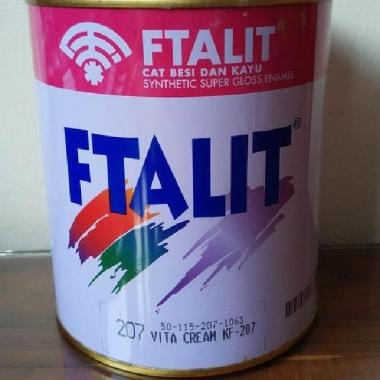 FTALIT®
CAT BESI DAN KAYU
SYNTHETIC SUPER GLOSS ENAMEL
FTALIT®
50-115-207-1063
207 VITA CREAM KF-207